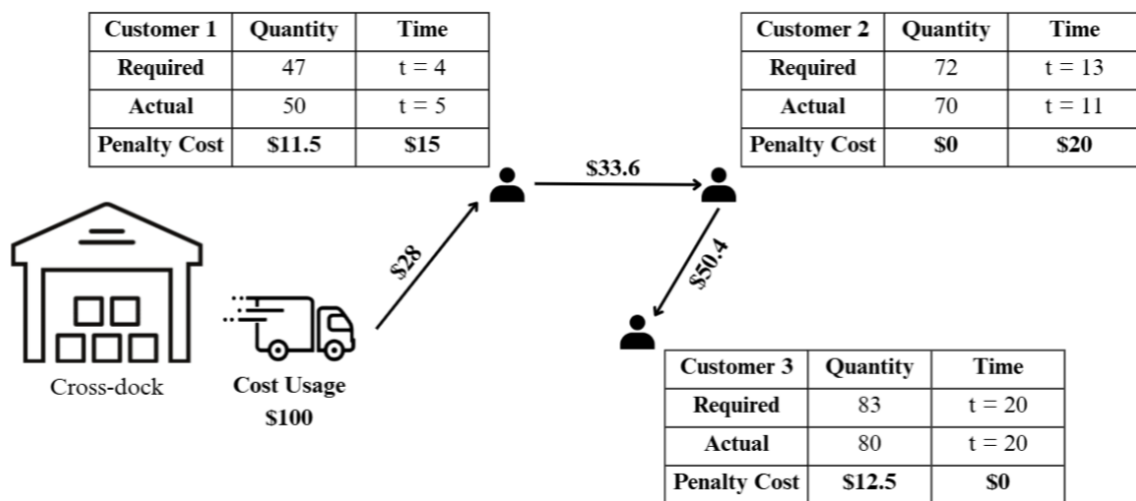 Customer 1 Quantity Time
Required 47 t = 4
Actual 50 t = 5
Penalty Cost $11.5 $15
Customer 2 Quantity Time
Required 72 t = 13
Actual 70 t = 11
Penalty Cost $0 $20
$33.6
$28
$50.4
Cross-dock
Cost Usage
$100
Customer 3 Quantity Time
Required 83 t = 20
Actual 80 t = 20
Penalty Cost $12.5 $0